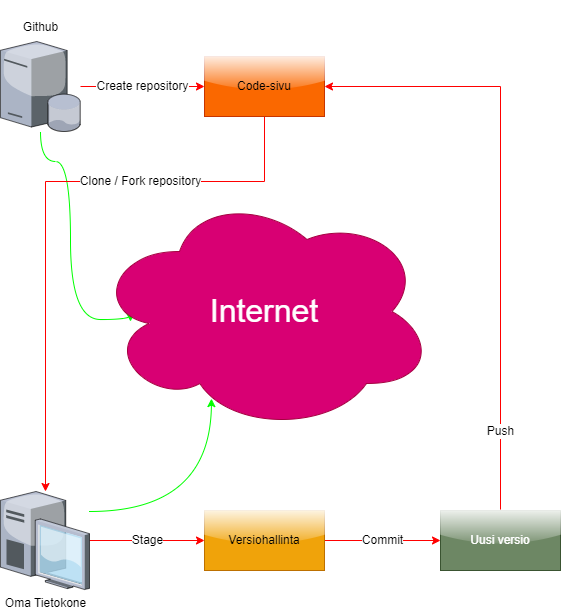 Github
Create repository
Code-sivu
Clone / Fork repository
Internet
Push
Stage
Versiohallinta
Commit
Uusi versio
Oma Tietokone